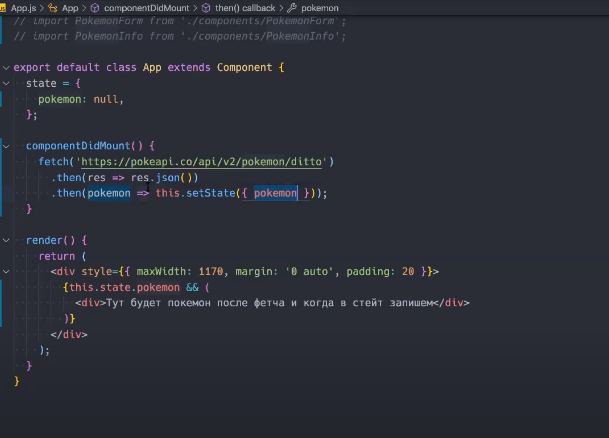 App.js > App > componentDidMount > then() callback > pokemon
// import PokemonForm from './components/PokemonForm';
// import PokemonInfo from './components/PokemonInfo';
export default class App extends Component {
state = {
pokemon: null,
};
componentDidMount() {
fetch('https://pokeapi.co/api/v2/pokemon/ditto')
.then(res => res.json())
.then(pokemon => this.setState({ pokemon }));
}
render() {
return (
<div style={{ maxWidth: 1170, margin: '0 auto', padding: 20 }}>
{this.state.pokemon && (
<div>Тут будет покемон после фетча и когда в стейт запишем</div>
)}
</div>
);
}
}